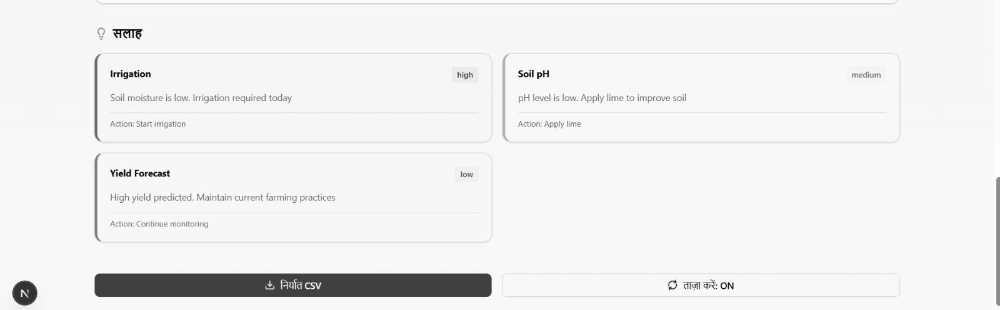 सलाह
Irrigation
high
Soil moisture is low. Irrigation required today
Action: Start irrigation
Soil pH
medium
pH level is low. Apply lime to improve soil
Action: Apply lime
Yield Forecast
low
High yield predicted. Maintain current farming practices
Action: Continue monitoring
निर्यात CSV
ताज़ा करें: ON
N